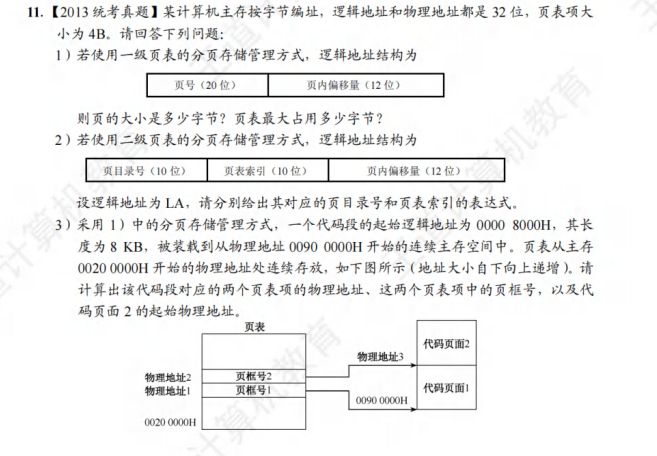 11. 【2013 统考真题】某计算机主存按字节编址，逻辑地址和物理地址都是 32 位，页表项大
小为 4B。请回答下列问题：
1）若使用一级页表的分页存储管理方式，逻辑地址结构为
页号（20 位） 页内偏移量（12 位）
则页的大小是多少字节？页表最大占用多少字节？
2）若使用二级页表的分页存储管理方式，逻辑地址结构为
页目录号（10 位） 页表索引（10 位） 页内偏移量（12 位）
设逻辑地址为 LA，请分别给出其对应的页目录号和页表索引的表达式。
3）采用 1）中的分页存储管理方式，一个代码段的起始逻辑地址为 0000 8000H，其长
度为 8 KB，被装载到从物理地址 0090 0000H 开始的连续主存空间中。页表从主存
0020 0000H 开始的物理地址处连续存放，如下图所示（地址大小自下向上递增）。请
计算出该代码段对应的两个页表项的物理地址、这两个页表项中的页框号，以及代
码页面 2 的起始物理地址。
页表
代码页面2
物理地址3
物理地址2 页框号2
物理地址1 页框号1
代码页面1
0090 0000H
0020 0000H
王道计算机教育